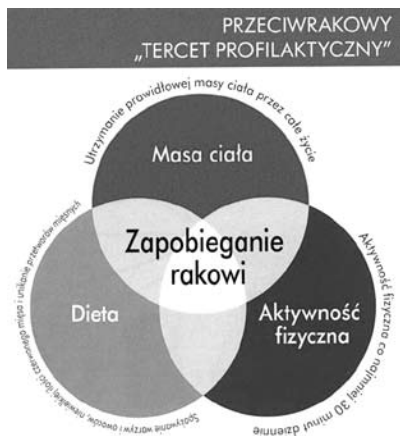 PRZECIWRAKOWY
„TERCET PROFILAKTYCZNY”
Utrzymanie prawidłowej masy ciała przez całe życie
Masa ciała
Zapobieganie
rakowi
Dieta
Aktywność
fizyczna
Spożywanie warzyw i owoców, niewielkiej ilości czerwonego mięsa i unikanie przetworów mięsnych
Aktywność fizyczna co najmniej 30 minut dziennie